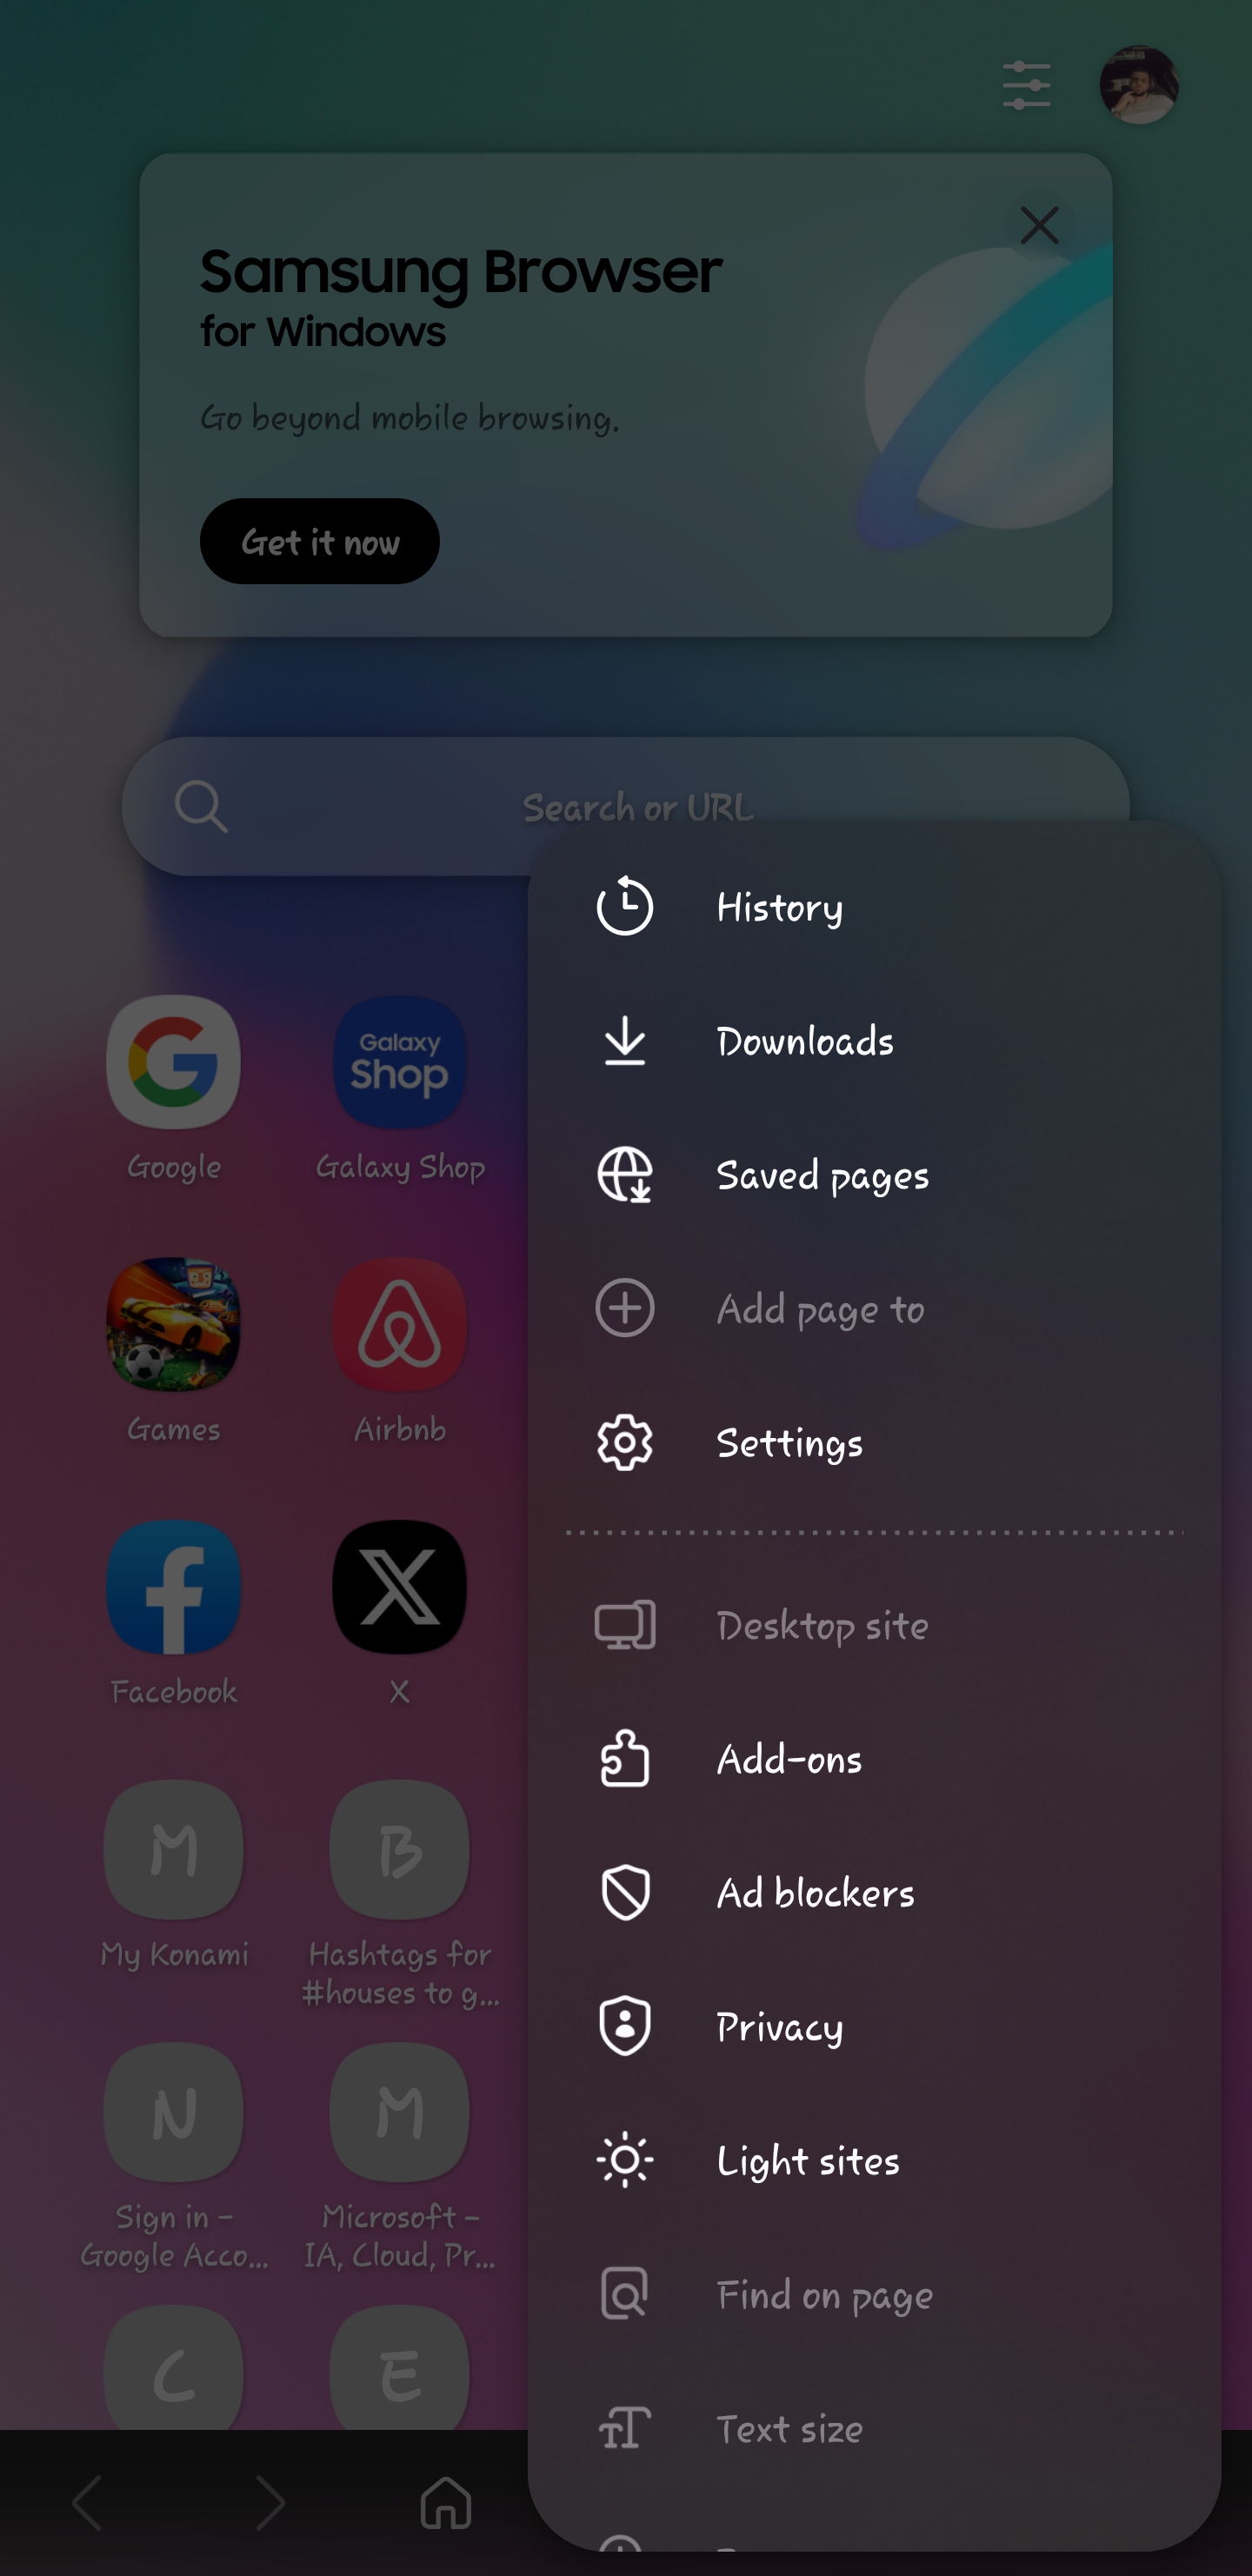 Samsung Browser
for Windows
Go beyond mobile browsing.
Get it now
Search or URL
Google
Galaxy
Shop
Galaxy Shop
Games
Airbnb
Facebook
X
M
My Konami
B
Hashtags for
#houses to g...
N
Sign in -
Google Acco...
M
Microsoft -
IA, Cloud, Pr...
C
E
History
Downloads
Saved pages
Add page to
Settings
Desktop site
Add-ons
Ad blockers
Privacy
Light sites
Find on page
Text size